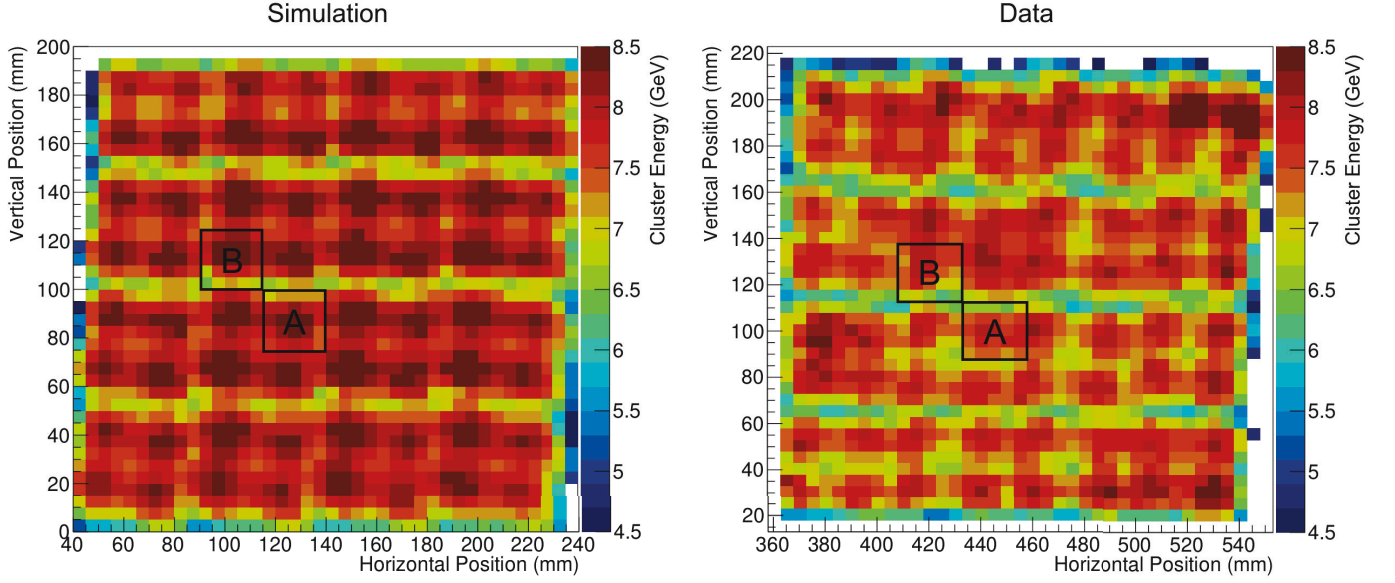 Simulation
Data
Vertical Position (mm)
200
180
160
140
120
100
80
60
40
20
0
40 60 80 100 120 140 160 180 200 220 240
Horizontal Position (mm)
B
A
8.5
8
7.5
7
6.5
6
5.5
5
4.5
Cluster Energy (GeV)
Vertical Position (mm)
220
200
180
160
140
120
100
80
60
40
20
360 380 400 420 440 460 480 500 520 540
Horizontal Position (mm)
B
A
8.5
8
7.5
7
6.5
6
5.5
5
4.5
Cluster Energy (GeV)